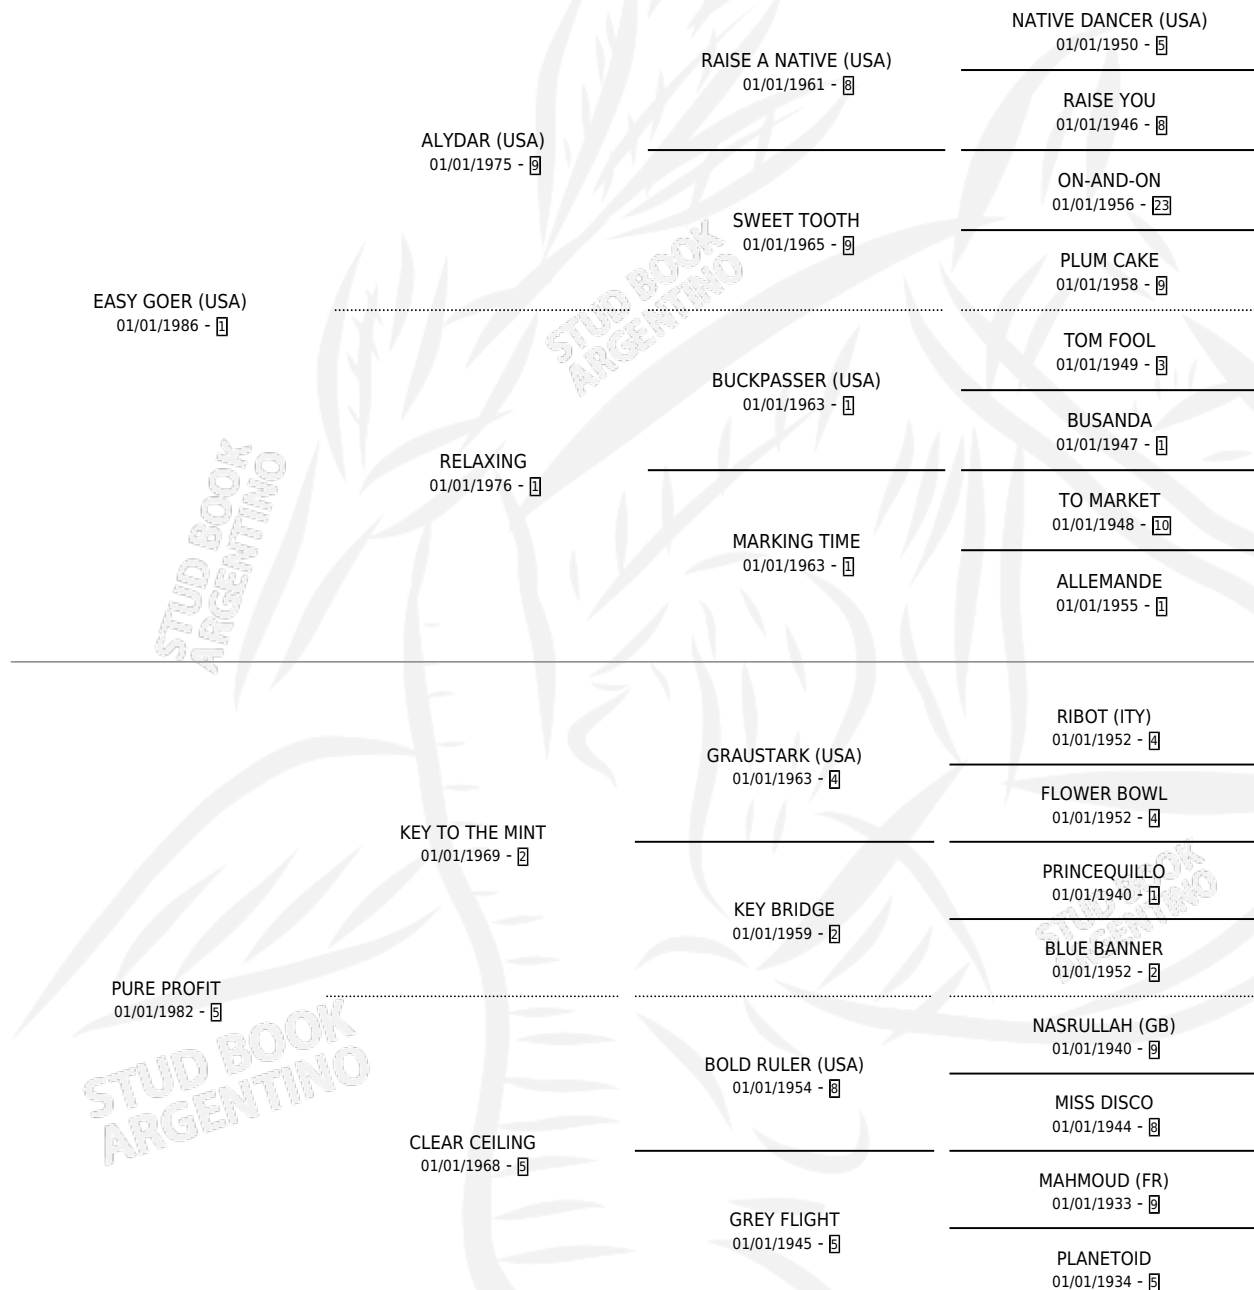 NATIVE DANCER (USA)
01/01/1950 - 5
RAISE A NATIVE (USA)
01/01/1961 - 8
RAISE YOU
01/01/1946 - 8
ALYDAR (USA)
01/01/1975 - 9
ON-AND-ON
01/01/1956 - 23
SWEET TOOTH
01/01/1965 - 9
PLUM CAKE
01/01/1958 - 9
EASY GOER (USA)
01/01/1986 - 1
TOM FOOL
01/01/1949 - 3
BUCKPASSER (USA)
01/01/1963 - 1
BUSANDA
01/01/1947 - 1
RELAXING
01/01/1976 - 1
TO MARKET
01/01/1948 - 10
MARKING TIME
01/01/1963 - 1
ALLEMANDE
01/01/1955 - 1
RIBOT (ITY)
01/01/1952 - 4
GRAUSTARK (USA)
01/01/1963 - 4
FLOWER BOWL
01/01/1952 - 4
KEY TO THE MINT
01/01/1969 - 2
PRINCEQUILLO
01/01/1940 - 1
KEY BRIDGE
01/01/1959 - 2
BLUE BANNER
01/01/1952 - 2
PURE PROFIT
01/01/1982 - 5
NASRULLAH (GB)
01/01/1940 - 9
BOLD RULER (USA)
01/01/1954 - 8
MISS DISCO
01/01/1944 - 8
CLEAR CEILING
01/01/1968 - 5
MAHMOUD (FR)
01/01/1933 - 9
GREY FLIGHT
01/01/1945 - 5
PLANETOID
01/01/1934 - 5
STUD BOOK
ARGENTINO
STUD BOOK
ARGENTINO
STUD BOOK
ARGENTINO
STUD BOOK
ARGENTINO